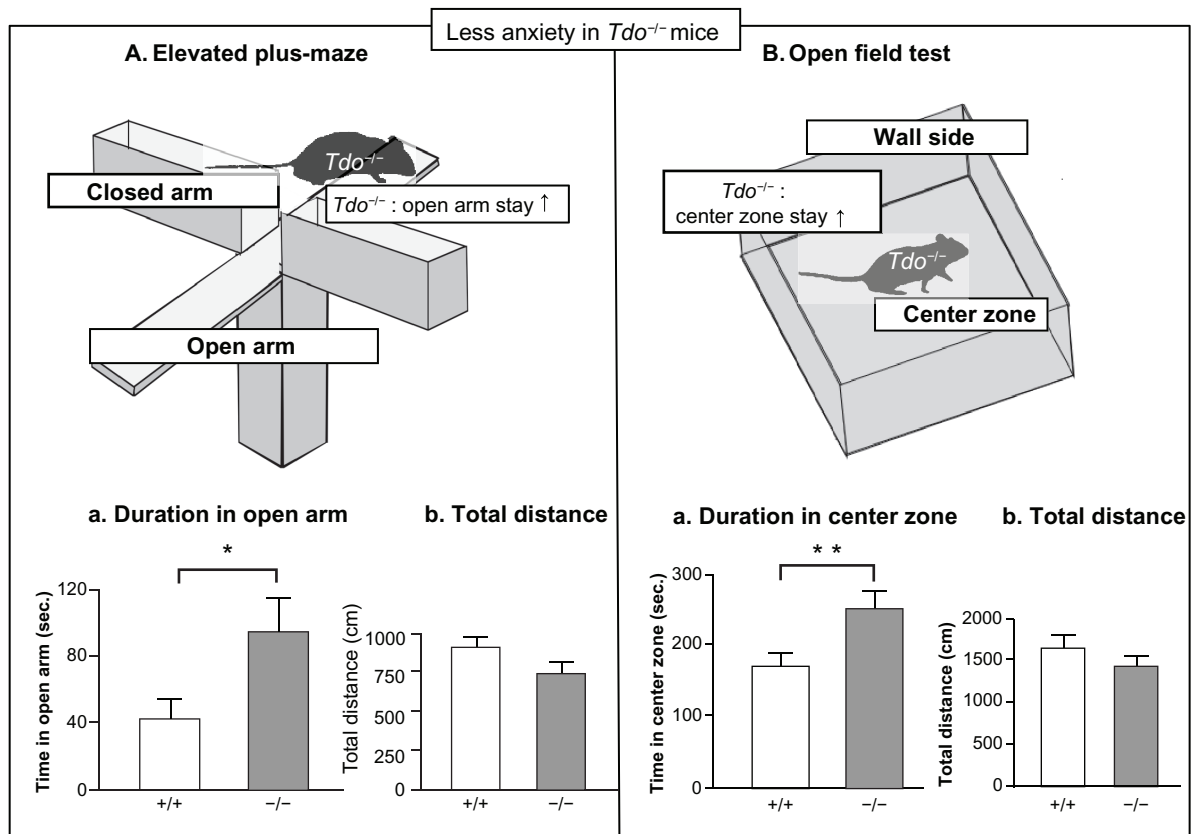 Less anxiety in Tdo−/− mice
A. Elevated plus-maze
Tdo−/−
Closed arm
Tdo−/− : open arm stay ↑
Open arm
a. Duration in open arm
b. Total distance
*
Time in open arm (sec.)
120
80
40
0
+/+
−/−
Total distance (cm)
1000
750
500
250
0
+/+
−/−
B. Open field test
Wall side
Tdo−/− :
center zone stay ↑
Tdo−/−
Center zone
a. Duration in center zone
b. Total distance
* *
Time in center zone (sec.)
300
200
100
0
+/+
−/−
Total distance (cm)
2000
1500
1000
500
0
+/+
−/−